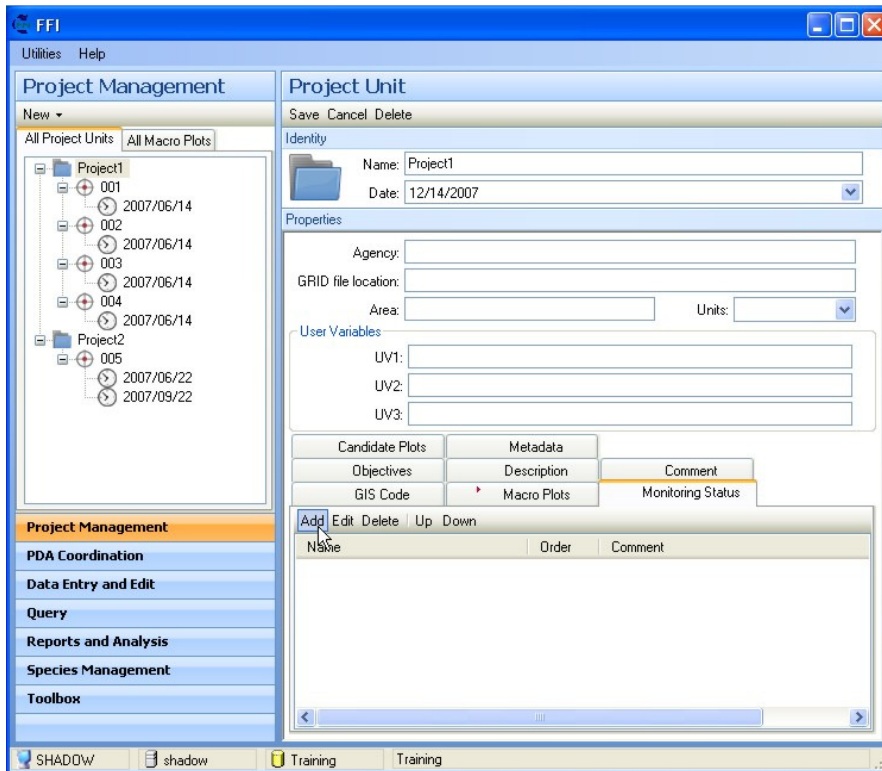 FFI
Utilities Help
Project Management
New
All Project Units All Macro Plots
Project1
001
2007/06/14
002
2007/06/14
003
2007/06/14
004
2007/06/14
Project2
005
2007/06/22
2007/09/22
Project Management
PDA Coordination
Data Entry and Edit
Query
Reports and Analysis
Species Management
Toolbox
Project Unit
Save Cancel Delete
Identity
Name: Project1
Date: 12/14/2007
Properties
Agency:
GRID file location:
Area: Units:
User Variables
UV1:
UV2:
UV3:
Candidate Plots Metadata
Objectives Description Comment
GIS Code Macro Plots Monitoring Status
Add Edit Delete Up Down
Name Order Comment
SHADOW shadow Training Training